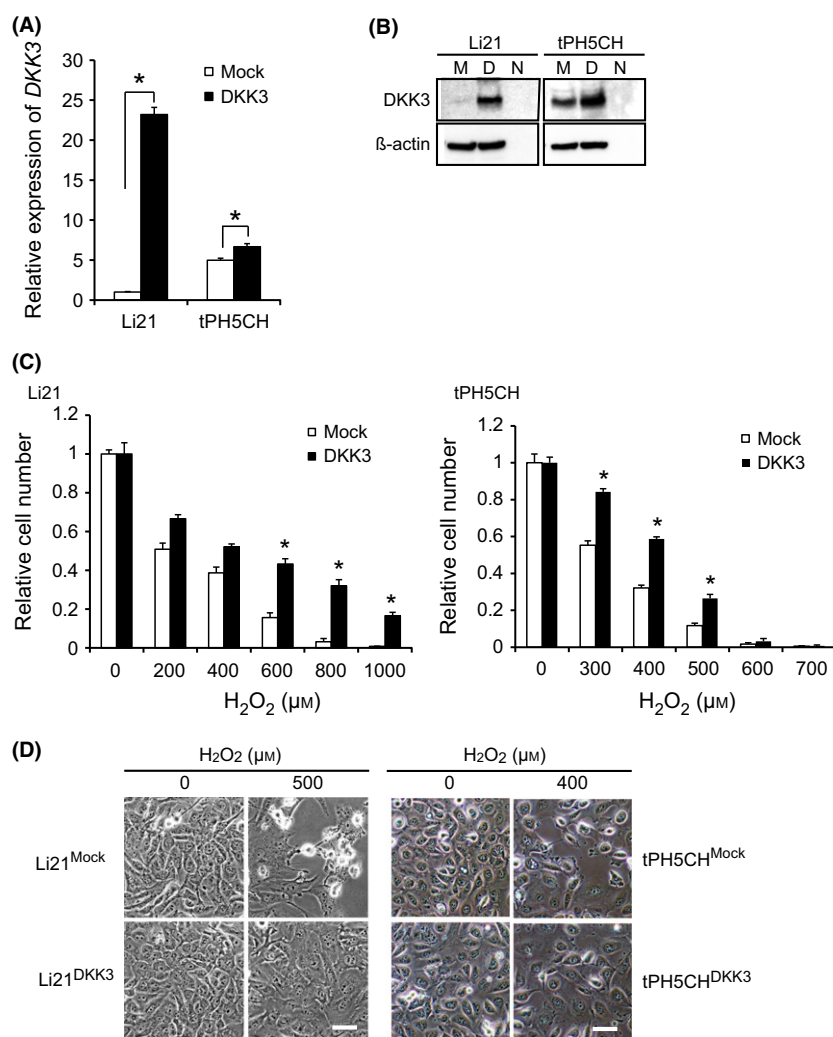 (A)
Relative expression of DKK3
30
25
20
15
10
5
0
*
*
Mock
DKK3
Li21 tPH5CH
(B)
Li21 tPH5CH
M D N M D N
DKK3
ß-actin
(C)
Li21
Relative cell number
1.2
1
0.8
0.6
0.4
0.2
0
Mock
DKK3
* * *
0 200 400 600 800 1000
H2O2 (µM)
tPH5CH
Relative cell number
1.2
1
0.8
0.6
0.4
0.2
0
Mock
DKK3
* * *
0 300 400 500 600 700
H2O2 (µM)
(D)
H2O2 (µM) H2O2 (µM)
0 500 0 400
Li21Mock tPH5CHMock
Li21DKK3 tPH5CHDKK3